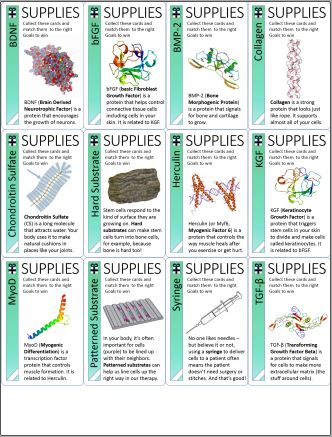 BDNF
SUPPLIES
Collect these cards and
match them to the right
Goals to win
BDNF (Brain Derived
Neurotrophic Factor) is a
protein that encourages
the growth of neurons.
bFGF
SUPPLIES
Collect these cards and
match them to the right
Goals to win
bFGF (basic Fibroblast
Growth Factor) is a
protein that helps control
connective tissue cells
including cells in your
skin. It is related to KGF.
BMP-2
SUPPLIES
Collect these cards and
match them to the right
Goals to win
BMP-2 (Bone
Morphogenic Protein)
is a protein that signals
for bone and cartilage
to grow.
Collagen
SUPPLIES
Collect these cards and
match them to the right
Goals to win
Collagen is a strong
protein that looks just
like rope. It supports
almost all of your cells.
Chondroitin Sulfate
SUPPLIES
Collect these cards and
match them to the right
Goals to win
Chondroitin Sulfate
(CS) is a long molecule
that attracts water. Your
body uses it to make
natural cushions in
places like your joints.
Hard Substrate
SUPPLIES
Collect these cards and
match them to the right
Goals to win
Stem cells respond to the
kind of surface they are
growing on. Hard
substrates can make stem
cells turn into bone cells,
for example, because
bone is hard too!
Herculin
SUPPLIES
Collect these cards and
match them to the right
Goals to win
Herculin (or Myf6,
Myogenic Factor 6) is a
protein that controls the
way muscle heals after
you exercise or get hurt.
KGF
SUPPLIES
Collect these cards and
match them to the right
Goals to win
KGF (Keratinocyte
Growth Factor) is a
protein that triggers
stem cells in your skin
to divide and make cells
called keratinocytes. It
is related to bFGF.
MyoD
SUPPLIES
Collect these cards and
match them to the right
Goals to win
MyoD (Myogenic
Differentiation) is a
transcription factor
protein that controls
muscle formation. It is
related to Herculin.
Patterned Substrate
SUPPLIES
Collect these cards and
match them to the right
Goals to win
In your body, it's often
important for cells
(purple) to be lined up
with their neighbors.
Patterned substrates can
help us line cells up the
right way in our therapy.
Syringe
SUPPLIES
Collect these cards and
match them to the right
Goals to win
No one likes needles –
but believe it or not,
using a syringe to deliver
cells to a patient often
means the patient
doesn't need surgery or
stitches. And that's good!
TGF-β
SUPPLIES
Collect these cards and
match them to the right
Goals to win
TGF-β (Transforming
Growth Factor Beta) is
a protein that signals
for cells to make more
extracellular matrix (the
stuff around cells).